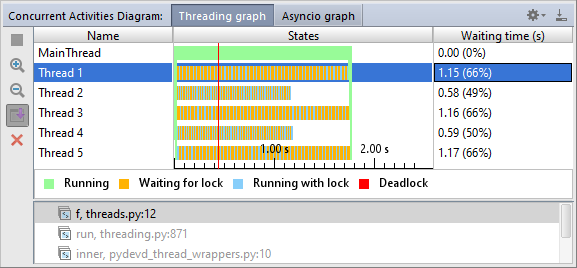 Concurrent Activities Diagram: Threading graph Asyncio graph
Name States Waiting time (s)
MainThread 0.00 (0%)
Thread 1 1.15 (66%)
Thread 2 0.58 (49%)
Thread 3 1.16 (66%)
Thread 4 0.59 (50%)
Thread 5 1.17 (66%)
1.00 s 2.00 s
Running Waiting for lock Running with lock Deadlock
f, threads.py:12
run, threading.py:871
inner, pydevd_thread_wrappers.py:10